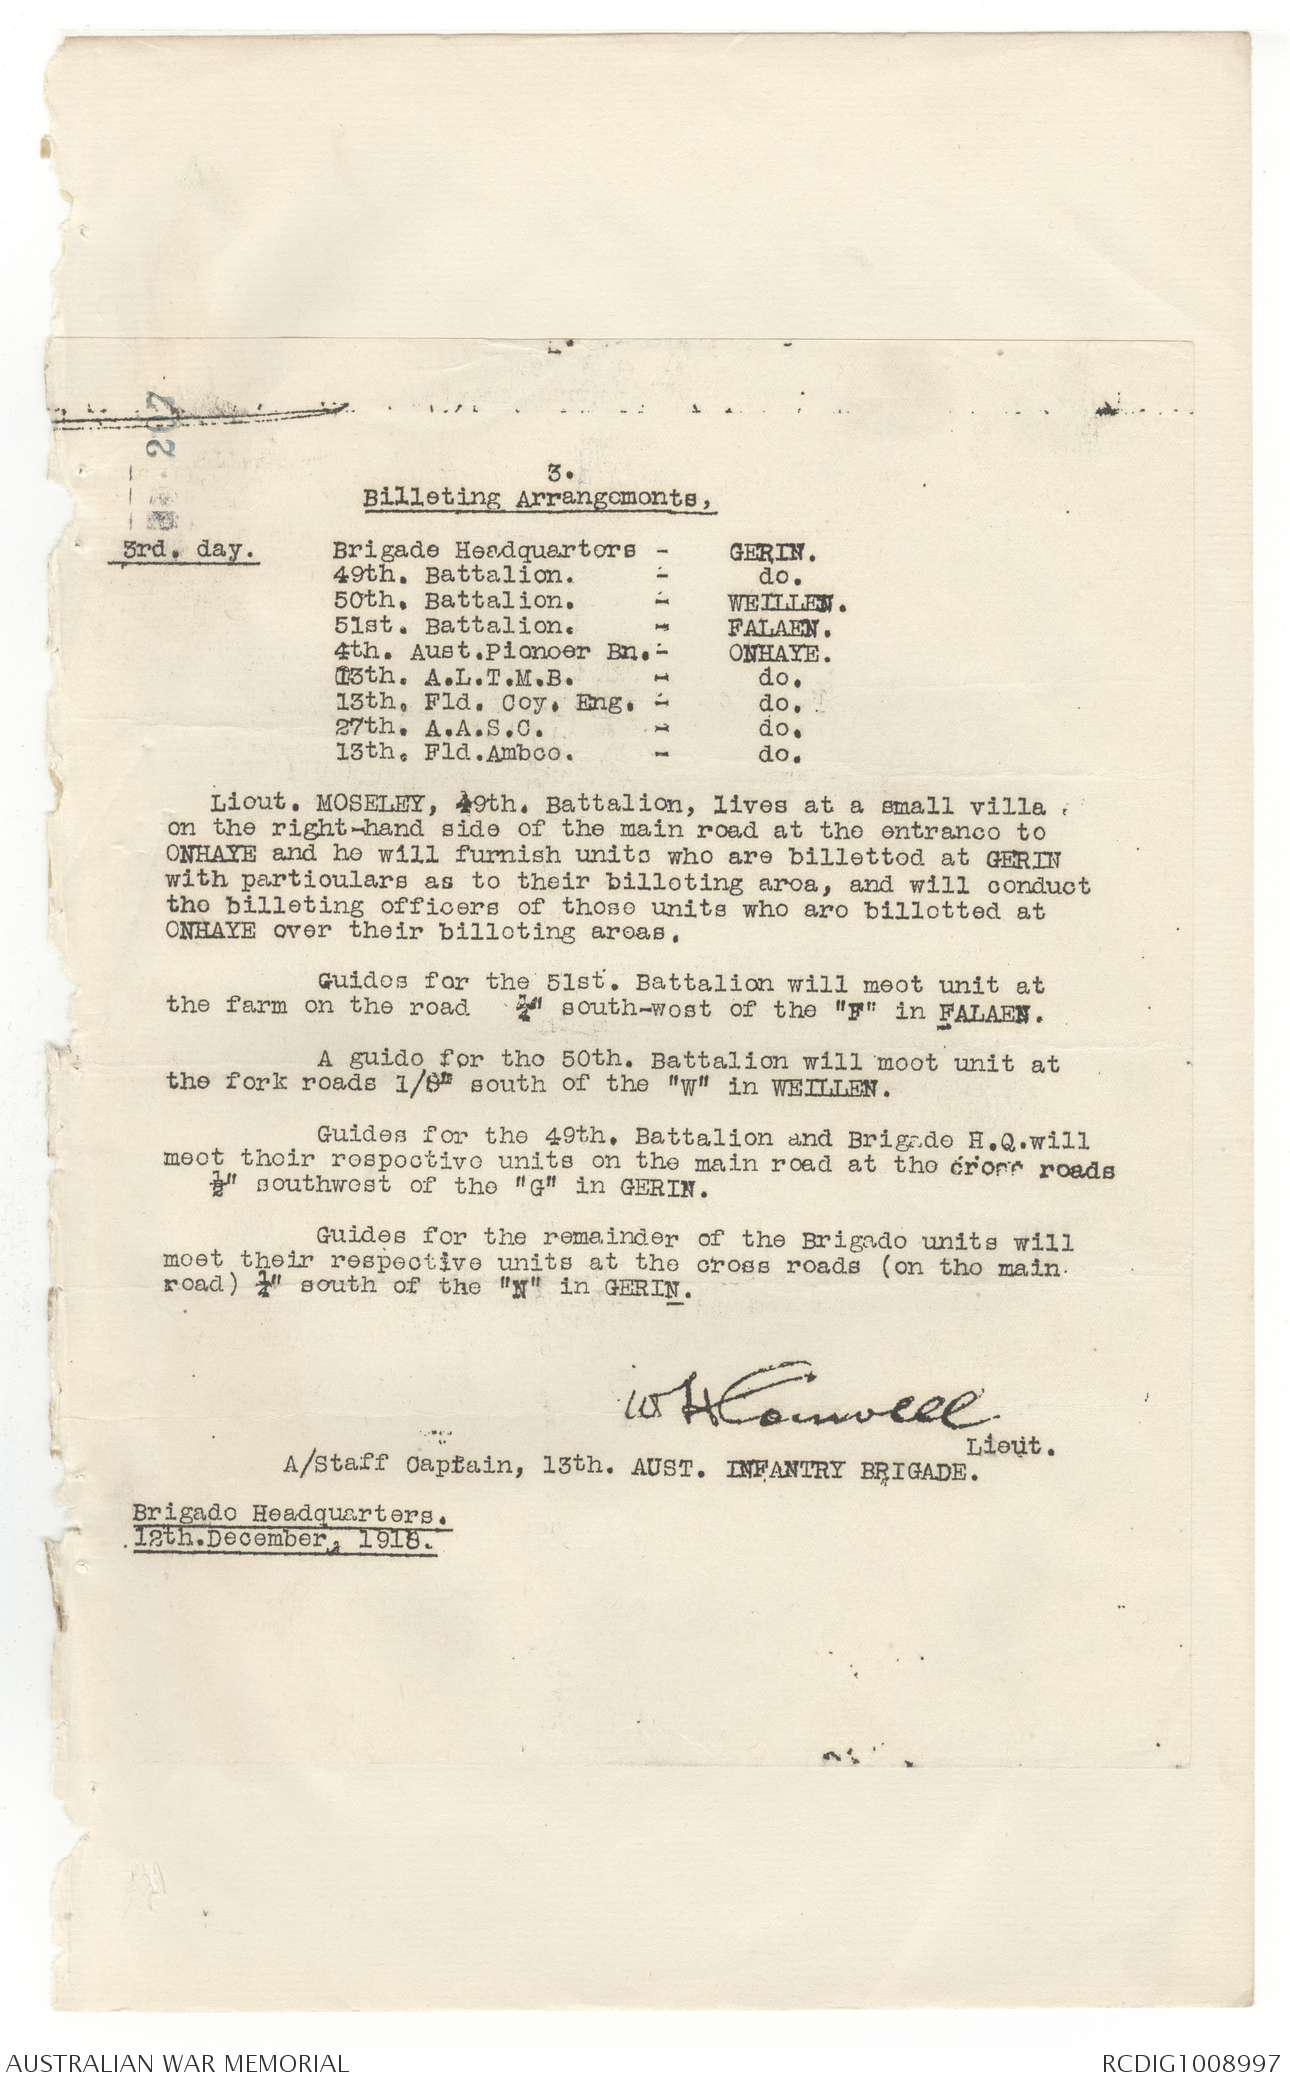 207
3.
Billeting Arrangements,
3rd. day.
Brigade Headquarters - GERIN.
49th. Battalion. - do.
50th. Battalion. - WEILLEN.
51st. Battalion. - FALAEN.
4th. Aust.Pioneer Bn.- ONHAYE.
13th. A.L.T.M.B. - do.
13th. Fld. Coy. Eng. - do.
27th. A.A.S.C. - do.
13th. Fld.Ambce. - do.
Lieut. MOSELEY, 49th. Battalion, lives at a small villa
on the right-hand side of the main road at the entrance to
ONHAYE and he will furnish units who are billetted at GERIN
with particulars as to their billeting area, and will conduct
the billeting officers of those units who are billetted at
ONHAYE over their billeting areas.
Guides for the 51st. Battalion will meet unit at
the farm on the road ¼" south-west of the "F" in FALAEN.
A guide for the 50th. Battalion will meet unit at
the fork roads 1/8" south of the "W" in WEILLEN.
Guides for the 49th. Battalion and Brigade H.Q.will
meet their respective units on the main road at the cross roads
½" southwest of the "G" in GERIN.
Guides for the remainder of the Brigade units will
meet their respective units at the cross roads (on the main
road) ¼" south of the "N" in GERIN.
Lieut.
A/Staff Captain, 13th. AUST. INFANTRY BRIGADE.
Brigade Headquarters.
12th.December, 1918.
AUSTRALIAN WAR MEMORIAL
RCDIG1008997